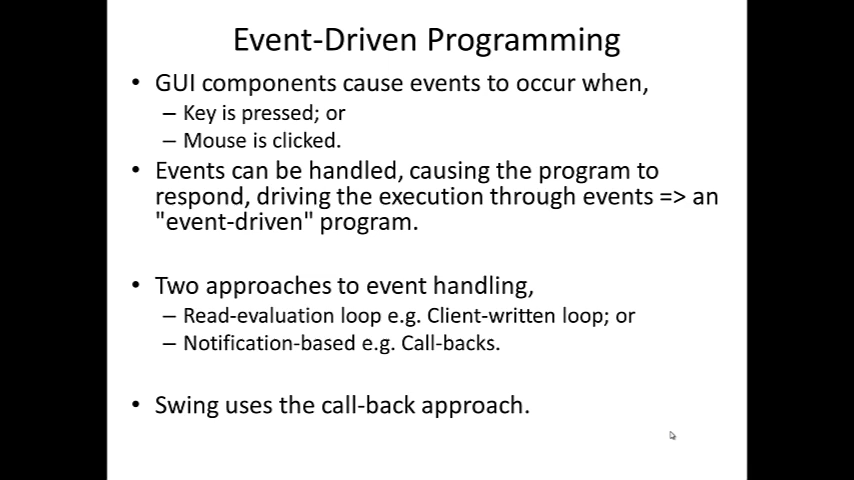 Event-Driven Programming
• GUI components cause events to occur when,
– Key is pressed; or
– Mouse is clicked.
• Events can be handled, causing the program to
respond, driving the execution through events => an
"event-driven" program.
• Two approaches to event handling,
– Read-evaluation loop e.g. Client-written loop; or
– Notification-based e.g. Call-backs.
• Swing uses the call-back approach.